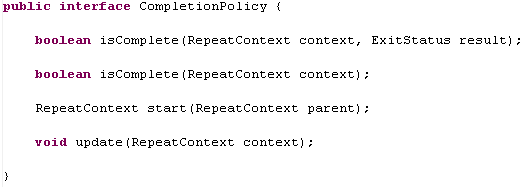 public interface CompletionPolicy {
boolean isComplete(RepeatContext context, ExitStatus result);
boolean isComplete(RepeatContext context);
RepeatContext start(RepeatContext parent);
void update(RepeatContext context);
}